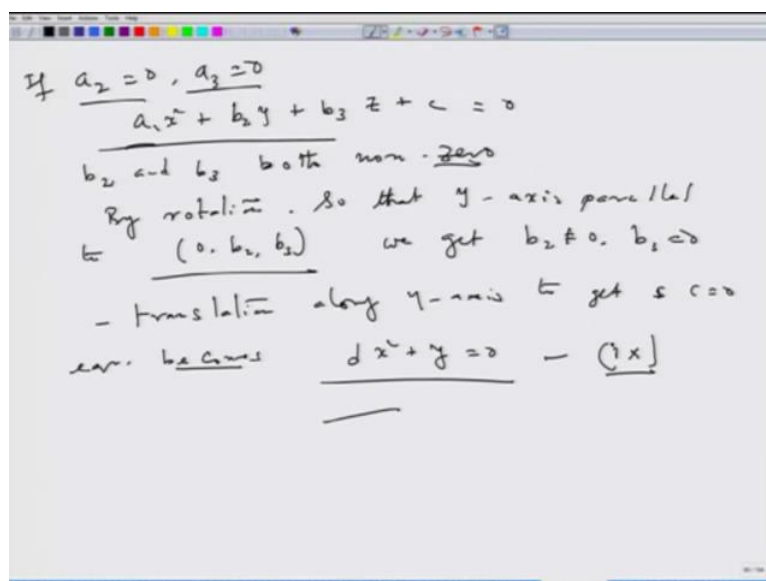 If a₂ = 0, a₃ = 0
a₁x² + b₂y + b₃ z + c = 0
b₂ and b₃ both non-zero
By rotation. So that y-axis parallel
to (0, b₂, b₃) we get b₂ ≠ 0. b₃ = 0
- translation along y-axis to get s c=0
eqn. becomes dx² + y = 0 - (ix)